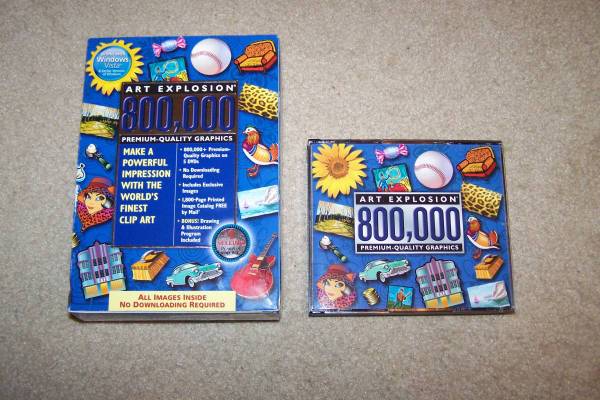 Windows Vista
ART EXPLOSION®
800,000
PREMIUM-QUALITY GRAPHICS
MAKE A
POWERFUL
IMPRESSION
WITH THE
WORLD'S
FINEST
CLIP ART
• 800,000+ Premium-
Quality Graphics on
5 DVDs
• No Downloading
Required
• Includes Exclusive
Images
• 1,800-Page Printed
Image Catalog FREE
by Mail*
• BONUS! Drawing
& Illustration
Program
Included
ALL IMAGES INSIDE
NO DOWNLOADING REQUIRED
ART EXPLOSION®
800,000
PREMIUM-QUALITY GRAPHICS